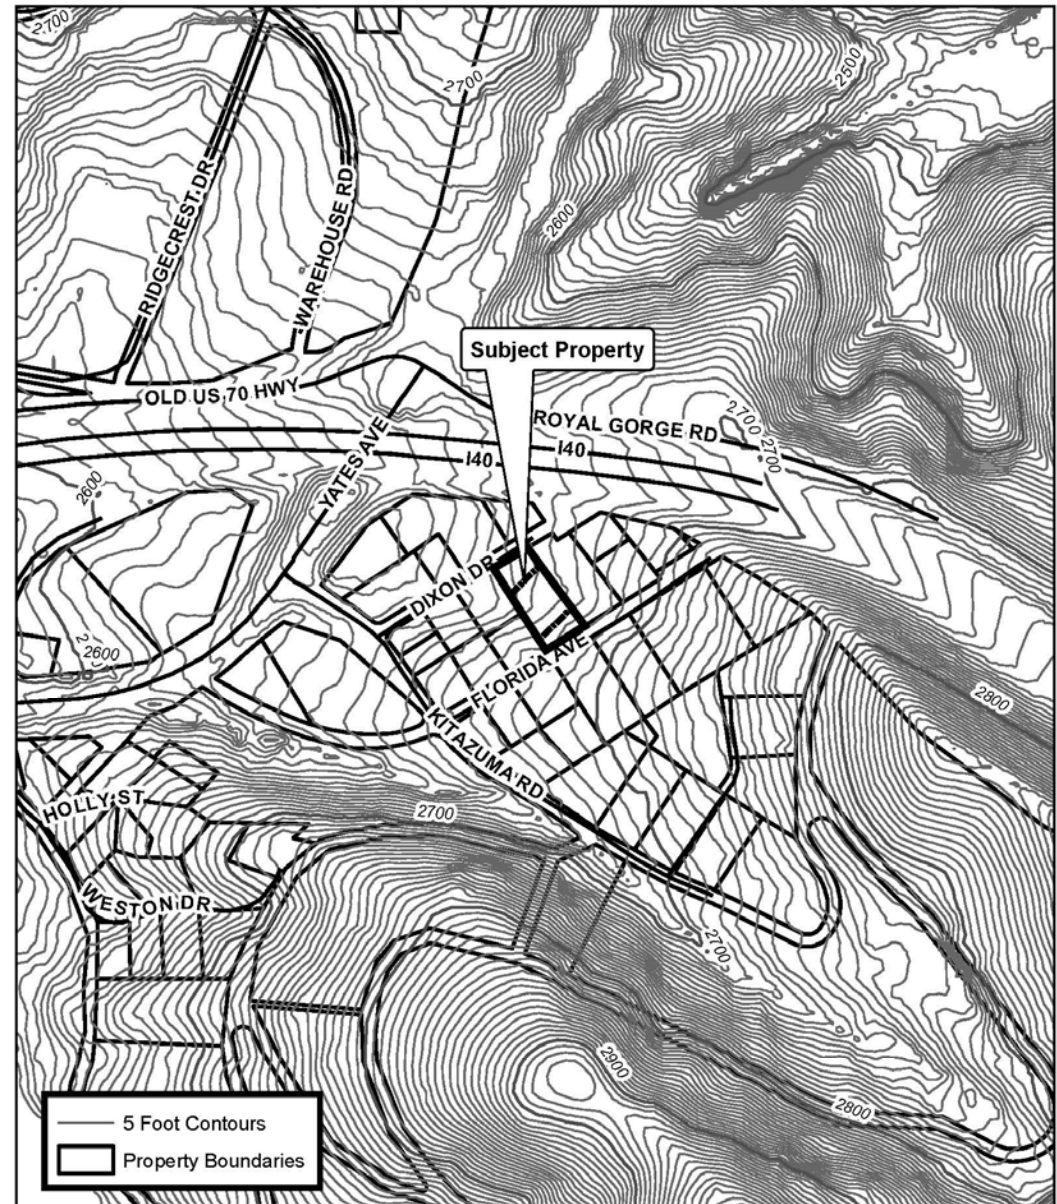 2700
2700
2500
2600
RIDGECREST DR
WAREHOUSE RD
Subject Property
OLD US 70 HWY
ROYAL GORGE RD
2700
2700
I40
I40
YATES AVE
2600
DIXON DR
2600
FLORIDA AVE
2800
KITAZUMA RD
HOLLY ST
2700
WESTON DR
2700
2900
2800
5 Foot Contours
Property Boundaries